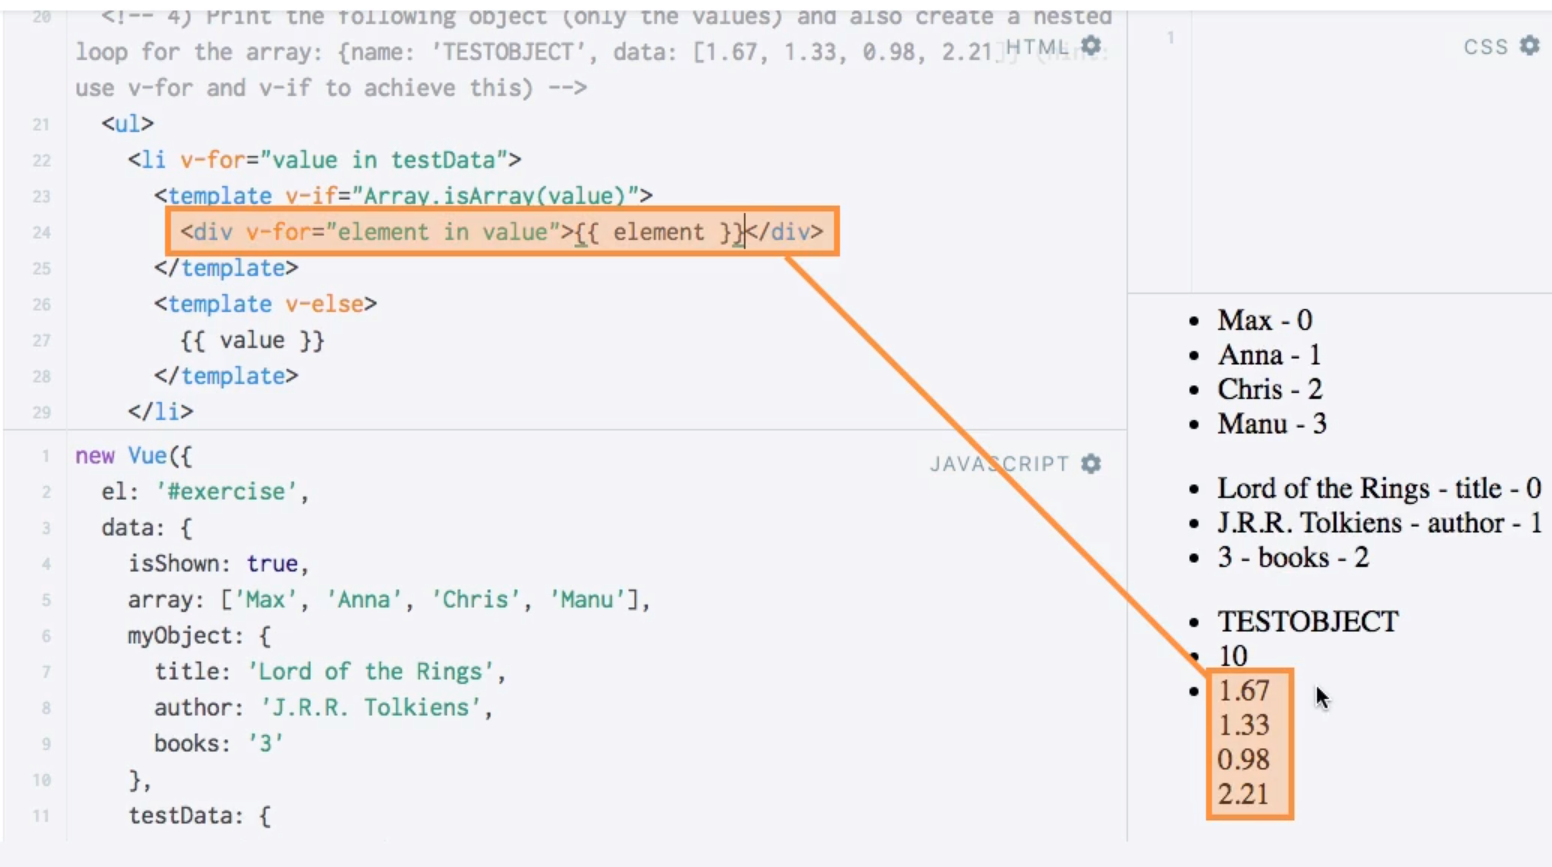 20 <!-- 4) Print the following object (only the values) and also create a nested
loop for the array: {name: 'TESTOBJECT', data: [1.67, 1.33, 0.98, 2.21]} (hint:
use v-for and v-if to achieve this) -->
HTML
21 <ul>
22 <li v-for="value in testData">
23 <template v-if="Array.isArray(value)">
24 <div v-for="element in value">{{ element }}</div>
25 </template>
26 <template v-else>
27 {{ value }}
28 </template>
29 </li>
JAVASCRIPT
1 new Vue({
2 el: '#exercise',
3 data: {
4 isShown: true,
5 array: ['Max', 'Anna', 'Chris', 'Manu'],
6 myObject: {
7 title: 'Lord of the Rings',
8 author: 'J.R.R. Tolkiens',
9 books: '3'
10 },
11 testData: {
1
CSS
• Max - 0
• Anna - 1
• Chris - 2
• Manu - 3
• Lord of the Rings - title - 0
• J.R.R. Tolkiens - author - 1
• 3 - books - 2
• TESTOBJECT
• 10
• 1.67
1.33
0.98
2.21